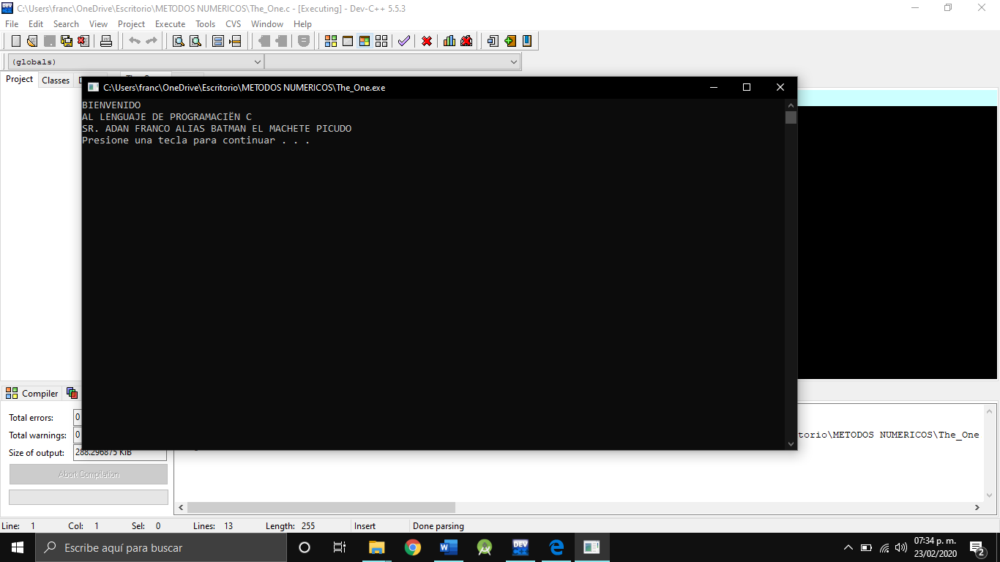 C:\Users\franc\OneDrive\Escritorio\METODOS NUMERICOS\The_One.c - [Executing] - Dev-C++ 5.5.3
File Edit Search View Project Execute Tools CVS Window Help
(globals)
Project Classes
C:\Users\franc\OneDrive\Escritorio\METODOS NUMERICOS\The_One.exe
BIENVENIDO
AL LENGUAJE DE PROGRAMACIËN C
SR. ADAN FRANCO ALIAS BATMAN EL MACHETE PICUDO
Presione una tecla para continuar . . .
Compiler
Total errors: 0
Total warnings: 0
torio\METODOS NUMERICOS\The_One
Size of output: 288.296875 KiB
Abort Compilation
Line: 1 Col: 1 Sel: 0 Lines: 13 Length: 255 Insert Done parsing
Escribe aquí para buscar
DEV C++
07:34 p. m.
23/02/2020
2